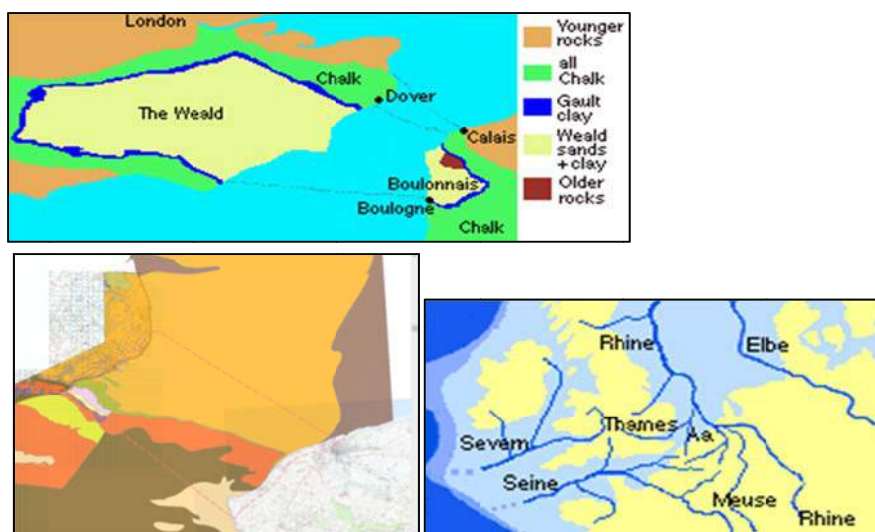 London
Chalk
Dover
The Weald
Calais
Boulonnais
Boulogne
Chalk
Younger
rocks
all
Chalk
Gault
clay
Weald
sands
+ clay
Older
rocks
Rhine
Elbe
Thames
Aa
Severn
Seine
Meuse
Rhine